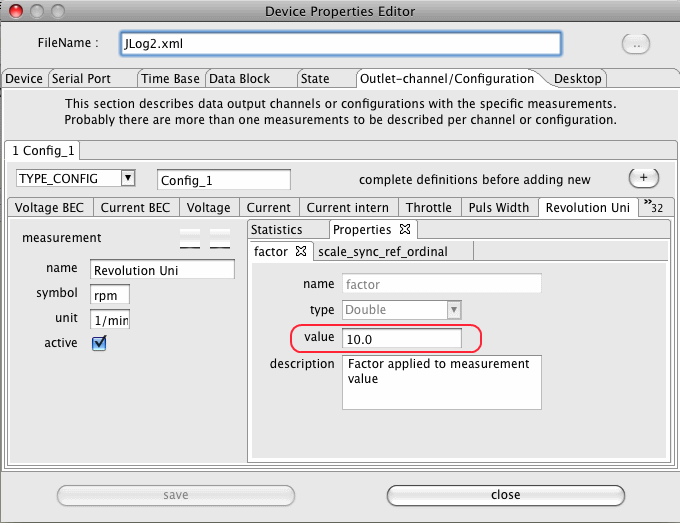 Device Properties Editor
FileName :
JLog2.xml
..
Device
Serial Port
Time Base
Data Block
State
Outlet-channel/Configuration
Desktop
This section describes data output channels or configurations with the specific measurements.
Probably there are more than one measurements to be described per channel or configuration.
1 Config_1
TYPE_CONFIG
Config_1
complete definitions before adding new
+
Voltage BEC
Current BEC
Voltage
Current
Current intern
Throttle
Puls Width
Revolution Uni
»32
measurement
name
Revolution Uni
symbol
rpm
unit
1/min
active
Statistics
Properties
factor
scale_sync_ref_ordinal
name
factor
type
Double
value
10.0
description
Factor applied to measurement
value
save
close